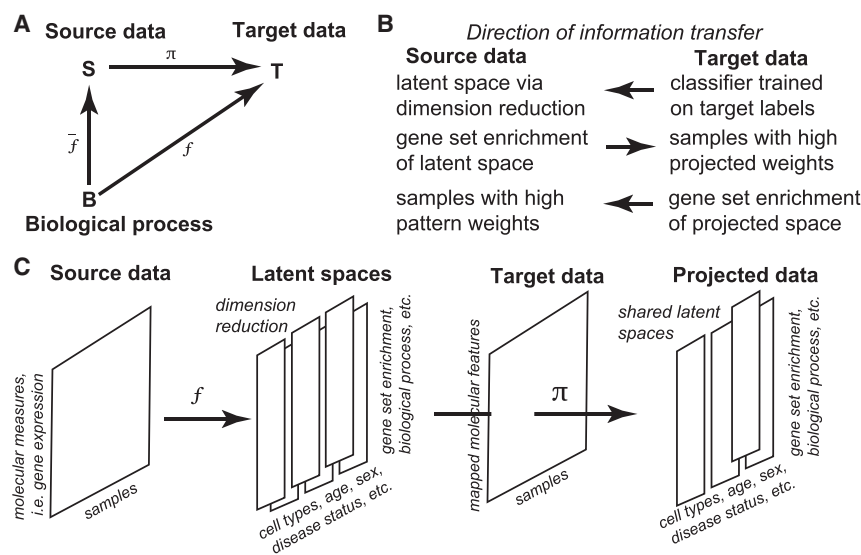 A
Source data
Target data
π
S
T
f̄
f
B
Biological process
B
Direction of information transfer
Source data
Target data
latent space via
dimension reduction
classifier trained
on target labels
gene set enrichment
of latent space
samples with high
projected weights
samples with high
pattern weights
gene set enrichment
of projected space
C
Source data
Latent spaces
Target data
Projected data
molecular measures,
i.e. gene expression
samples
f
dimension
reduction
gene set enrichment,
biological process, etc.
cell types, age, sex,
disease status, etc.
mapped molecular features
samples
π
shared latent
spaces
gene set enrichment,
biological process, etc.
cell types, age, sex,
disease status, etc.